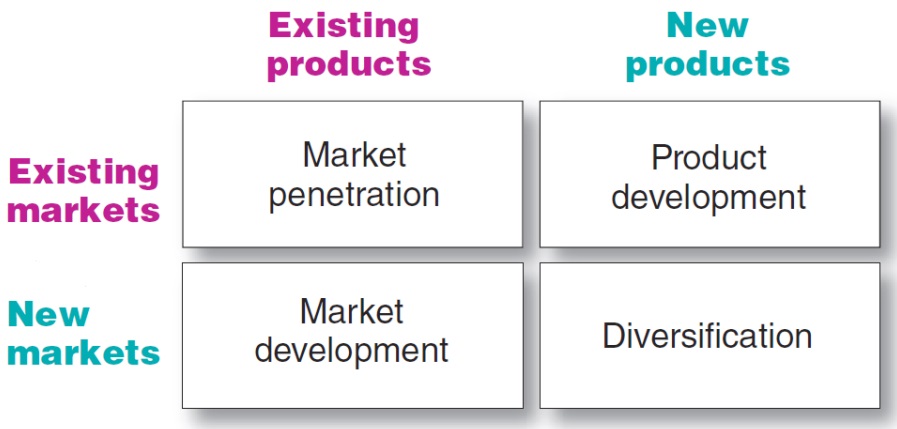 Existing
products
New
products
Existing
markets
Market
penetration
Product
development
New
markets
Market
development
Diversification